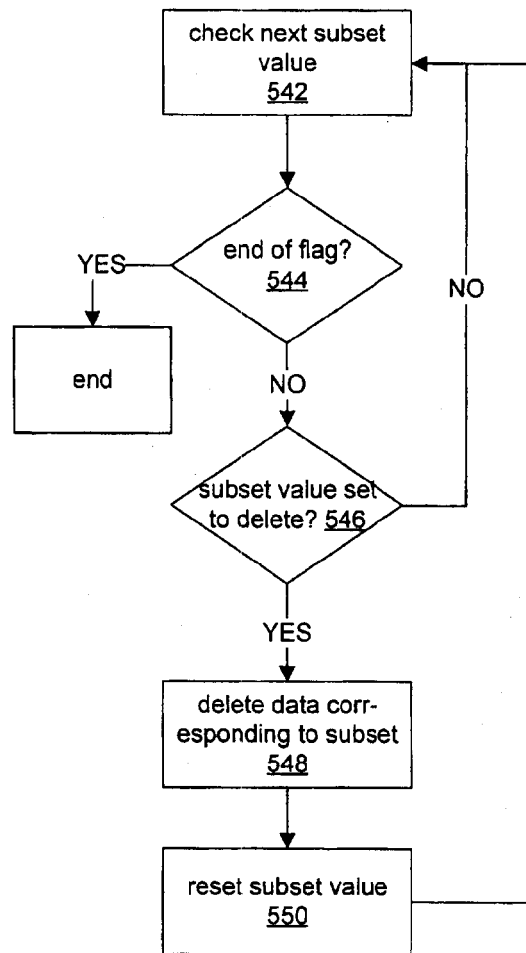 check next subset
value
542
end of flag?
544
YES
end
NO
NO
subset value set
to delete? 546
YES
delete data corr-
esponding to subset
548
reset subset value
550